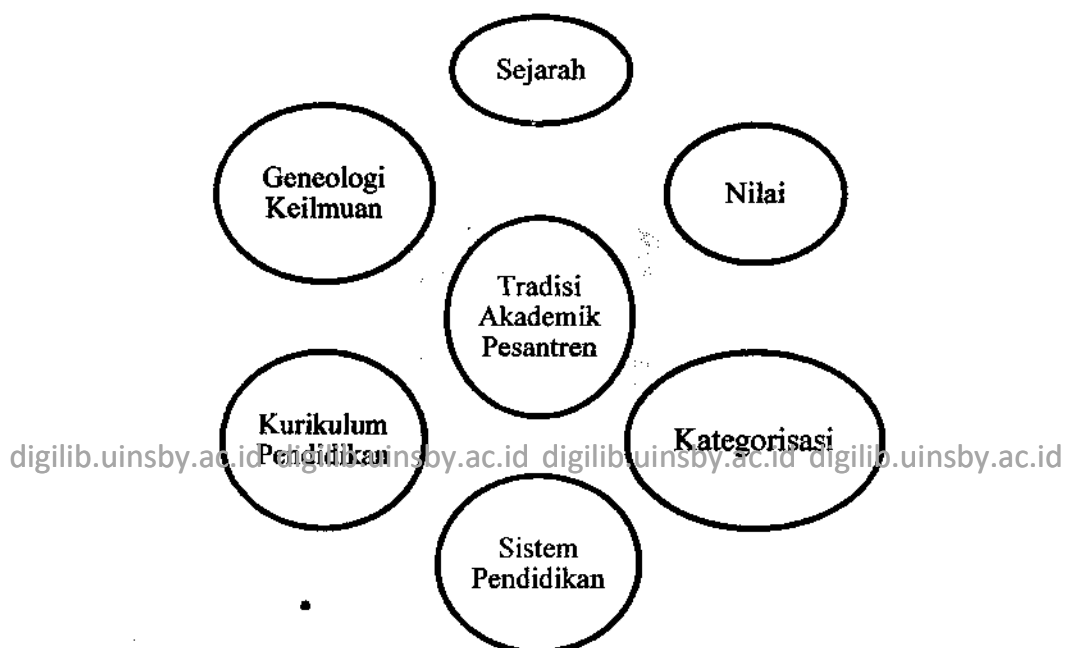 Sejarah
Geneologi
Keilmuan
Nilai
Tradisi
Akademik
Pesantren
Kurikulum
Pendidikan
Kategorisasi
digilib.uinsby.ac.id digilib.uinsby.ac.id digilib.uinsby.ac.id digilib.uinsby.ac.id
Sistem
Pendidikan